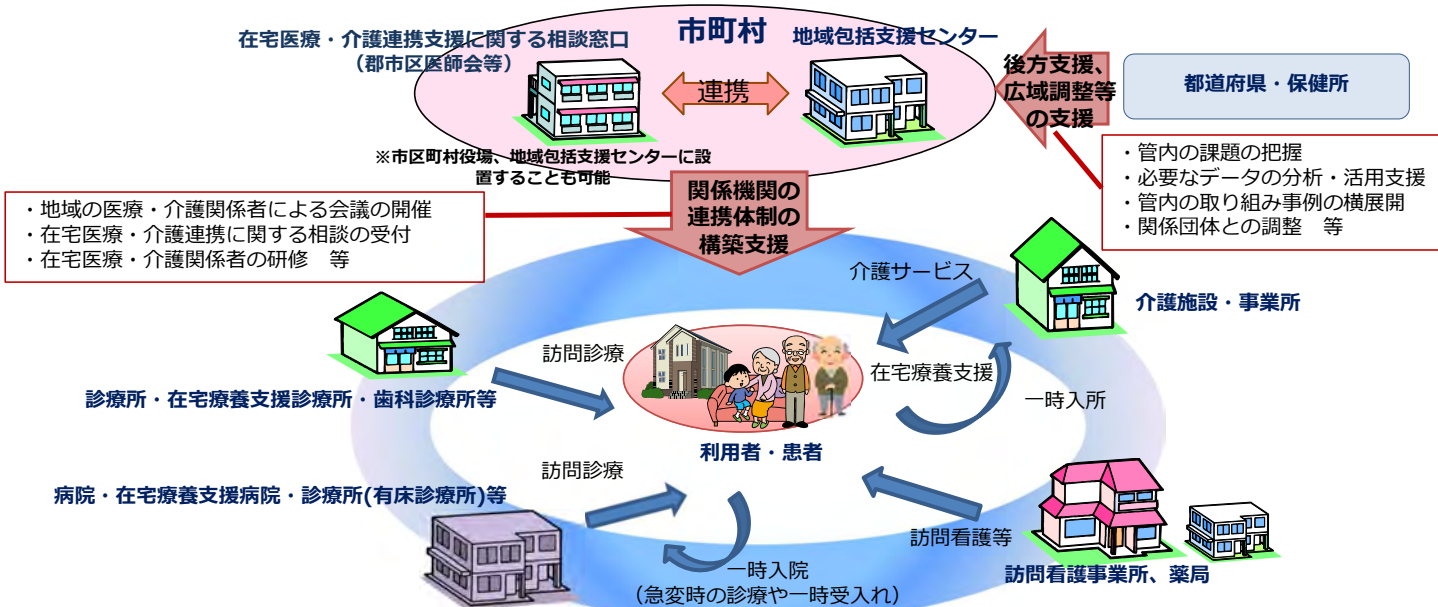 市町村
在宅医療・介護連携支援に関する相談窓口
（郡市区医師会等）
地域包括支援センター
連携
※市区町村役場、地域包括支援センターに設
置することも可能
後方支援、
広域調整等
の支援
都道府県・保健所
・管内の課題の把握
・必要なデータの分析・活用支援
・管内の取り組み事例の横展開
・関係団体との調整　等
関係機関の
連携体制の
構築支援
・地域の医療・介護関係者による会議の開催
・在宅医療・介護連携に関する相談の受付
・在宅医療・介護関係者の研修　等
介護サービス
介護施設・事業所
訪問診療
在宅療養支援
一時入所
診療所・在宅療養支援診療所・歯科診療所等
利用者・患者
訪問診療
病院・在宅療養支援病院・診療所(有床診療所)等
訪問看護等
一時入院
（急変時の診療や一時受入れ）
訪問看護事業所、薬局